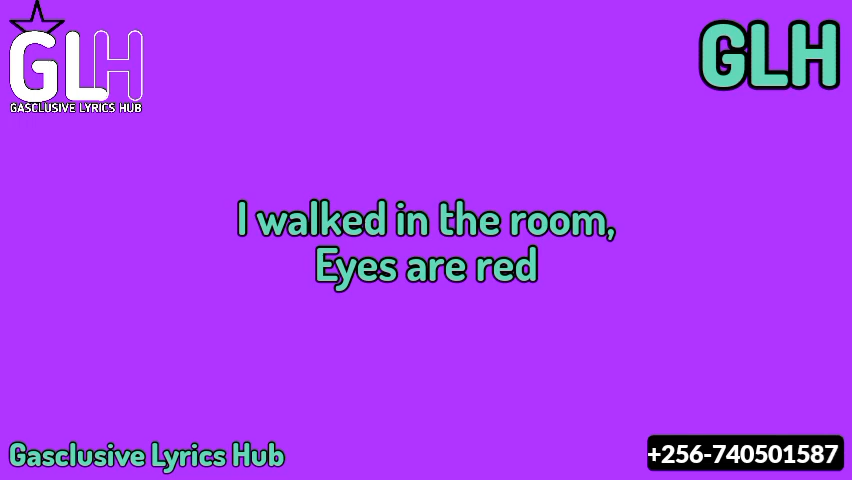 GLH
GASCLUSIVE LYRICS HUB
GLH
I walked in the room,
Eyes are red
Gasclusive Lyrics Hub
+256-740501587